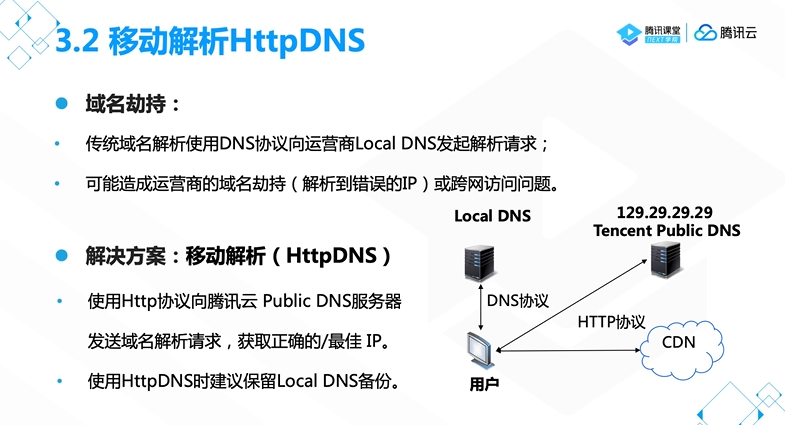 3.2 移动解析HttpDNS
腾讯课堂
NEXT学院
腾讯云
域名劫持：
传统域名解析使用DNS协议向运营商Local DNS发起解析请求；
可能造成运营商的域名劫持（解析到错误的IP）或跨网访问问题。
解决方案：移动解析（HttpDNS）
使用Http协议向腾讯云 Public DNS服务器
发送域名解析请求，获取正确的/最佳 IP。
使用HttpDNS时建议保留Local DNS备份。
Local DNS
129.29.29.29
Tencent Public DNS
DNS协议
HTTP协议
CDN
用户